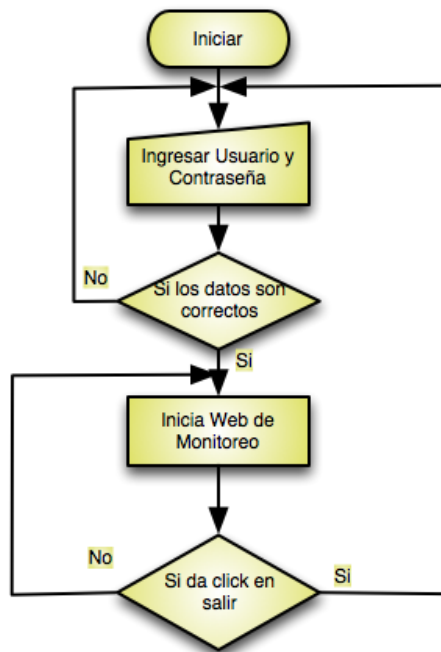 Iniciar
Ingresar Usuario y
Contraseña
No
Si los datos son
correctos
Si
Inicia Web de
Monitoreo
No
Si da click en
salir
Si